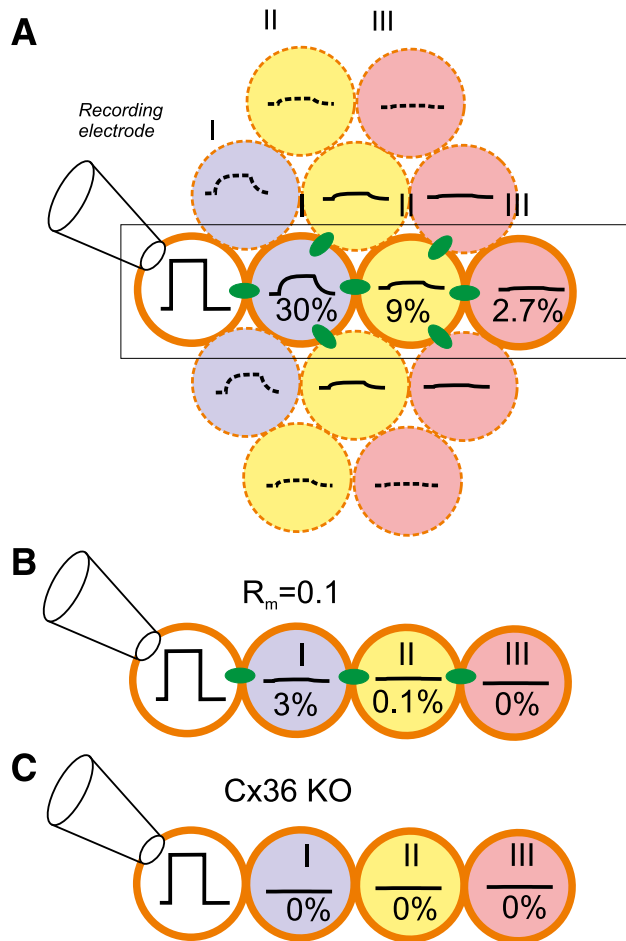 A
II III
Recording
electrode
I
I II III
30% 9% 2.7%
B
Rₘ=0.1
I II III
3% 0.1% 0%
C
Cx36 KO
I II III
0% 0% 0%